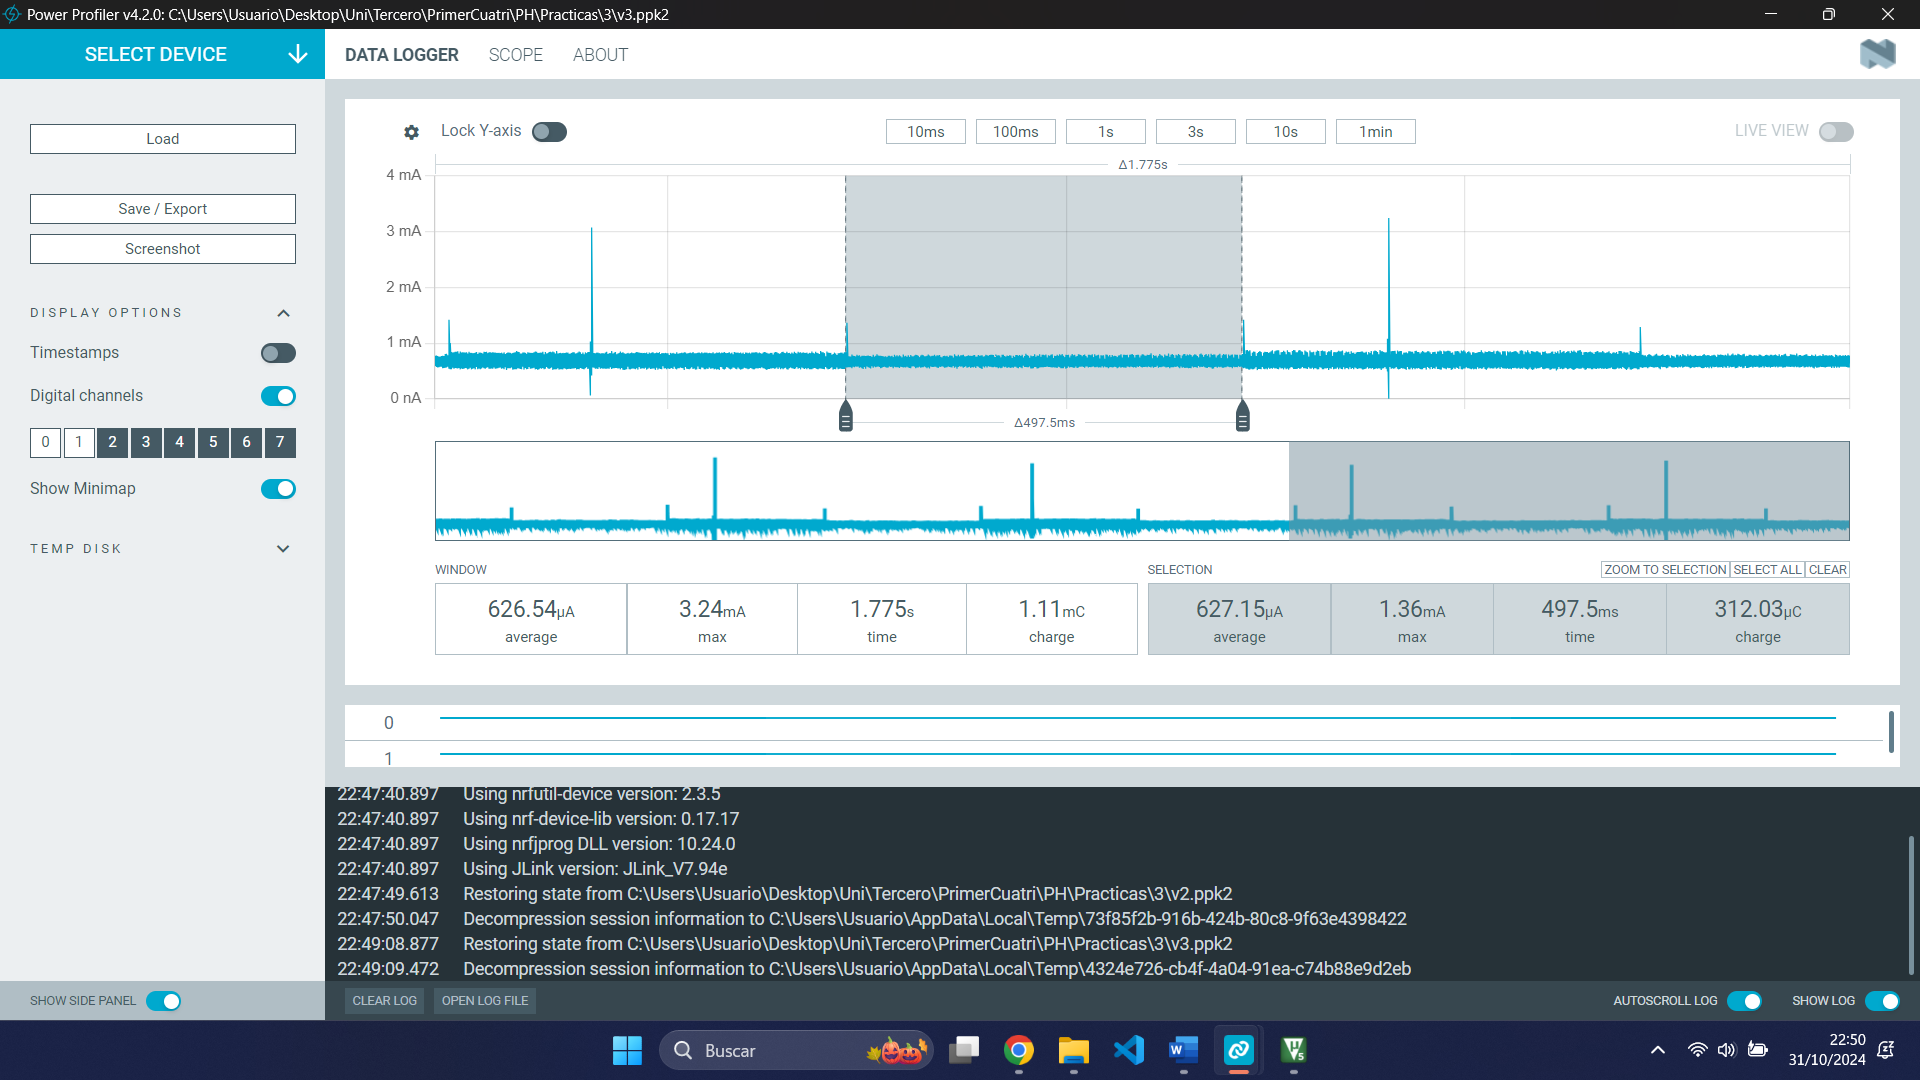 Power Profiler v4.2.0: C:\Users\Usuario\Desktop\Uni\Tercero\PrimerCuatri\PH\Practicas\3\v3.ppk2
SELECT DEVICE
DATA LOGGER SCOPE ABOUT
Load
Save / Export
Screenshot
DISPLAY OPTIONS
Timestamps
Digital channels
0 1 2 3 4 5 6 7
Show Minimap
TEMP DISK
SHOW SIDE PANEL
Lock Y-axis 10ms 100ms 1s 3s 10s 1min LIVE VIEW
Δ1.775s
4 mA
3 mA
2 mA
1 mA
0 nA
Δ497.5ms
WINDOW
626.54μA 3.24mA 1.775s 1.11mC
average max time charge
SELECTION ZOOM TO SELECTION SELECT ALL CLEAR
627.15μA 1.36mA 497.5ms 312.03μC
average max time charge
0
1
22:47:40.897 Using nrfutil-device version: 2.3.5
22:47:40.897 Using nrf-device-lib version: 0.17.17
22:47:40.897 Using nrfjprog DLL version: 10.24.0
22:47:40.897 Using JLink version: JLink_V7.94e
22:47:49.613 Restoring state from C:\Users\Usuario\Desktop\Uni\Tercero\PrimerCuatri\PH\Practicas\3\v2.ppk2
22:47:50.047 Decompression session information to C:\Users\Usuario\AppData\Local\Temp\73f85f2b-916b-424b-80c8-9f63e4398422
22:49:08.877 Restoring state from C:\Users\Usuario\Desktop\Uni\Tercero\PrimerCuatri\PH\Practicas\3\v3.ppk2
22:49:09.472 Decompression session information to C:\Users\Usuario\AppData\Local\Temp\4324e726-cb4f-4a04-91ea-c74b88e9d2eb
CLEAR LOG OPEN LOG FILE AUTOSCROLL LOG SHOW LOG
Buscar
22:50
31/10/2024